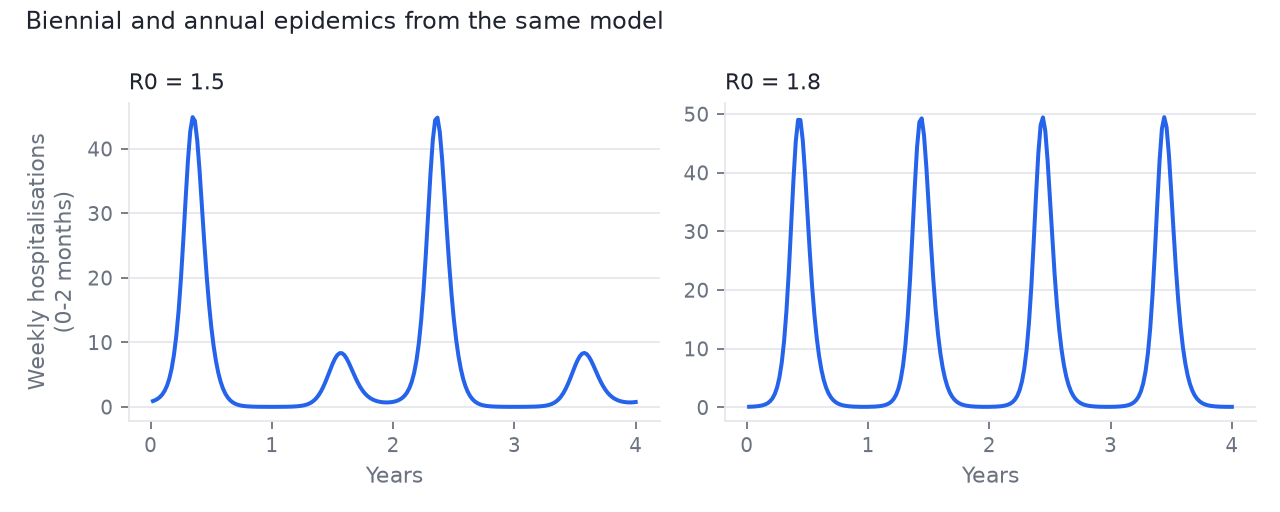 Biennial and annual epidemics from the same model
R0 = 1.5
Weekly hospitalisations
(0-2 months)
40
30
20
10
0
0 1 2 3 4
Years
R0 = 1.8
50
40
30
20
10
0
0 1 2 3 4
Years